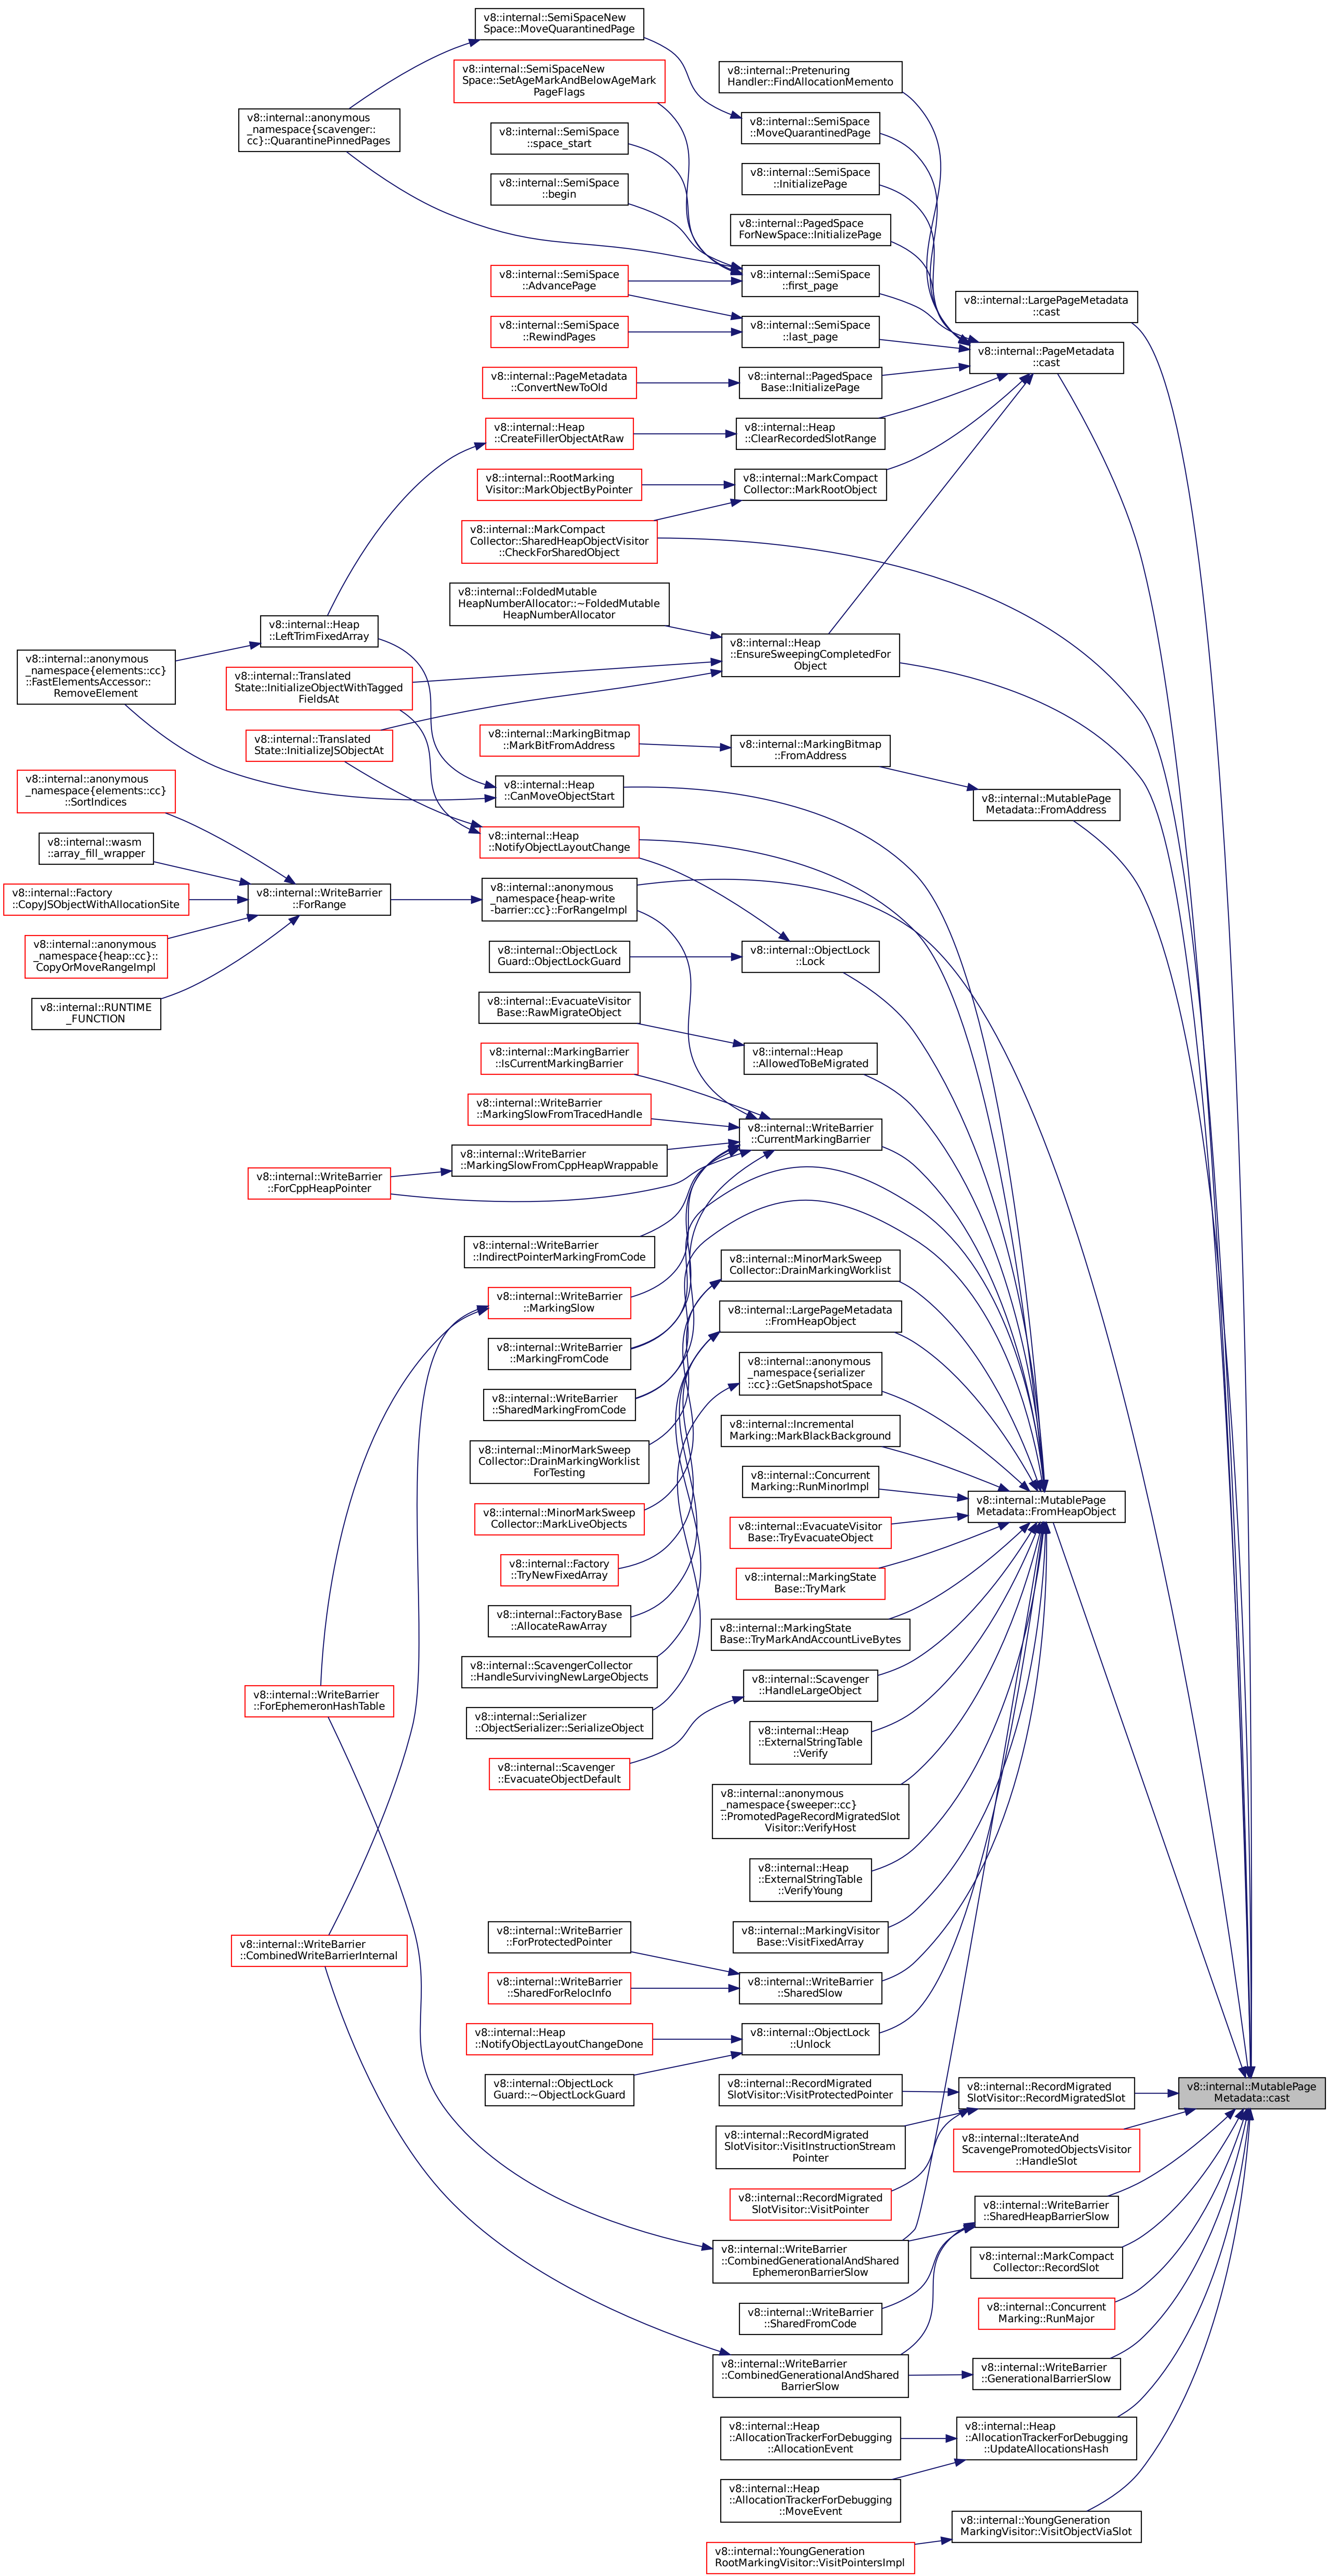 v8::internal::SemiSpaceNew
Space::MoveQuarantinedPage
v8::internal::SemiSpaceNew
Space::SetAgeMarkAndBelowAgeMark
PageFlags
v8::internal::Pretenuring
Handler::FindAllocationMemento
v8::internal::anonymous
_namespace{scavenger::
cc}::QuarantinePinnedPages
v8::internal::SemiSpace
::MoveQuarantinedPage
v8::internal::SemiSpace
::space_start
v8::internal::SemiSpace
::InitializePage
v8::internal::SemiSpace
::begin
v8::internal::PagedSpace
ForNewSpace::InitializePage
v8::internal::SemiSpace
::AdvancePage
v8::internal::SemiSpace
::first_page
v8::internal::LargePageMetadata
::cast
v8::internal::SemiSpace
::RewindPages
v8::internal::SemiSpace
::last_page
v8::internal::PageMetadata
::cast
v8::internal::PageMetadata
::ConvertNewToOld
v8::internal::PagedSpace
Base::InitializePage
v8::internal::Heap
::CreateFillerObjectAtRaw
v8::internal::Heap
::ClearRecordedSlotRange
v8::internal::RootMarking
Visitor::MarkObjectByPointer
v8::internal::MarkCompact
Collector::MarkRootObject
v8::internal::MarkCompact
Collector::SharedHeapObjectVisitor
::CheckForSharedObject
v8::internal::FoldedMutable
HeapNumberAllocator::~FoldedMutable
HeapNumberAllocator
v8::internal::Heap
::LeftTrimFixedArray
v8::internal::Heap
::EnsureSweepingCompletedFor
Object
v8::internal::anonymous
_namespace{elements::cc}
::FastElementsAccessor::
RemoveElement
v8::internal::Translated
State::InitializeObjectWithTagged
FieldsAt
v8::internal::Translated
State::InitializeJSObjectAt
v8::internal::MarkingBitmap
::MarkBitFromAddress
v8::internal::MarkingBitmap
::FromAddress
v8::internal::anonymous
_namespace{elements::cc}
::SortIndices
v8::internal::Heap
::CanMoveObjectStart
v8::internal::MutablePage
Metadata::FromAddress
v8::internal::wasm
::array_fill_wrapper
v8::internal::Heap
::NotifyObjectLayoutChange
v8::internal::Factory
::CopyJSObjectWithAllocationSite
v8::internal::WriteBarrier
::ForRange
v8::internal::anonymous
_namespace{heap-write
-barrier::cc}::ForRangeImpl
v8::internal::anonymous
_namespace{heap::cc}::
CopyOrMoveRangeImpl
v8::internal::ObjectLock
Guard::ObjectLockGuard
v8::internal::ObjectLock
::Lock
v8::internal::RUNTIME
_FUNCTION
v8::internal::EvacuateVisitor
Base::RawMigrateObject
v8::internal::MarkingBarrier
::IsCurrentMarkingBarrier
v8::internal::Heap
::AllowedToBeMigrated
v8::internal::WriteBarrier
::MarkingSlowFromTracedHandle
v8::internal::WriteBarrier
::CurrentMarkingBarrier
v8::internal::WriteBarrier
::MarkingSlowFromCppHeapWrappable
v8::internal::WriteBarrier
::ForCppHeapPointer
v8::internal::WriteBarrier
::IndirectPointerMarkingFromCode
v8::internal::MinorMarkSweep
Collector::DrainMarkingWorklist
v8::internal::WriteBarrier
::MarkingSlow
v8::internal::LargePageMetadata
::FromHeapObject
v8::internal::WriteBarrier
::MarkingFromCode
v8::internal::anonymous
_namespace{serializer
::cc}::GetSnapshotSpace
v8::internal::WriteBarrier
::SharedMarkingFromCode
v8::internal::Incremental
Marking::MarkBlackBackground
v8::internal::MinorMarkSweep
Collector::DrainMarkingWorklist
ForTesting
v8::internal::Concurrent
Marking::RunMinorImpl
v8::internal::MutablePage
Metadata::FromHeapObject
v8::internal::MinorMarkSweep
Collector::MarkLiveObjects
v8::internal::EvacuateVisitor
Base::TryEvacuateObject
v8::internal::Factory
::TryNewFixedArray
v8::internal::MarkingState
Base::TryMark
v8::internal::FactoryBase
::AllocateRawArray
v8::internal::MarkingState
Base::TryMarkAndAccountLiveBytes
v8::internal::ScavengerCollector
::HandleSurvivingNewLargeObjects
v8::internal::Scavenger
::HandleLargeObject
v8::internal::WriteBarrier
::ForEphemeronHashTable
v8::internal::Serializer
::ObjectSerializer::SerializeObject
v8::internal::Heap
::ExternalStringTable
::Verify
v8::internal::Scavenger
::EvacuateObjectDefault
v8::internal::anonymous
_namespace{sweeper::cc}
::PromotedPageRecordMigratedSlot
Visitor::VerifyHost
v8::internal::Heap
::ExternalStringTable
::VerifyYoung
v8::internal::WriteBarrier
::CombinedWriteBarrierInternal
v8::internal::WriteBarrier
::ForProtectedPointer
v8::internal::MarkingVisitor
Base::VisitFixedArray
v8::internal::WriteBarrier
::SharedForRelocInfo
v8::internal::WriteBarrier
::SharedSlow
v8::internal::Heap
::NotifyObjectLayoutChangeDone
v8::internal::ObjectLock
::Unlock
v8::internal::ObjectLock
Guard::~ObjectLockGuard
v8::internal::RecordMigrated
SlotVisitor::VisitProtectedPointer
v8::internal::RecordMigrated
SlotVisitor::RecordMigratedSlot
v8::internal::MutablePage
Metadata::cast
v8::internal::RecordMigrated
SlotVisitor::VisitInstructionStream
Pointer
v8::internal::IterateAnd
ScavengePromotedObjectsVisitor
::HandleSlot
v8::internal::RecordMigrated
SlotVisitor::VisitPointer
v8::internal::WriteBarrier
::SharedHeapBarrierSlow
v8::internal::WriteBarrier
::CombinedGenerationalAndShared
EphemeronBarrierSlow
v8::internal::MarkCompact
Collector::RecordSlot
v8::internal::WriteBarrier
::SharedFromCode
v8::internal::Concurrent
Marking::RunMajor
v8::internal::WriteBarrier
::CombinedGenerationalAndShared
BarrierSlow
v8::internal::WriteBarrier
::GenerationalBarrierSlow
v8::internal::Heap
::AllocationTrackerForDebugging
::AllocationEvent
v8::internal::Heap
::AllocationTrackerForDebugging
::UpdateAllocationsHash
v8::internal::Heap
::AllocationTrackerForDebugging
::MoveEvent
v8::internal::YoungGeneration
MarkingVisitor::VisitObjectViaSlot
v8::internal::YoungGeneration
RootMarkingVisitor::VisitPointersImpl